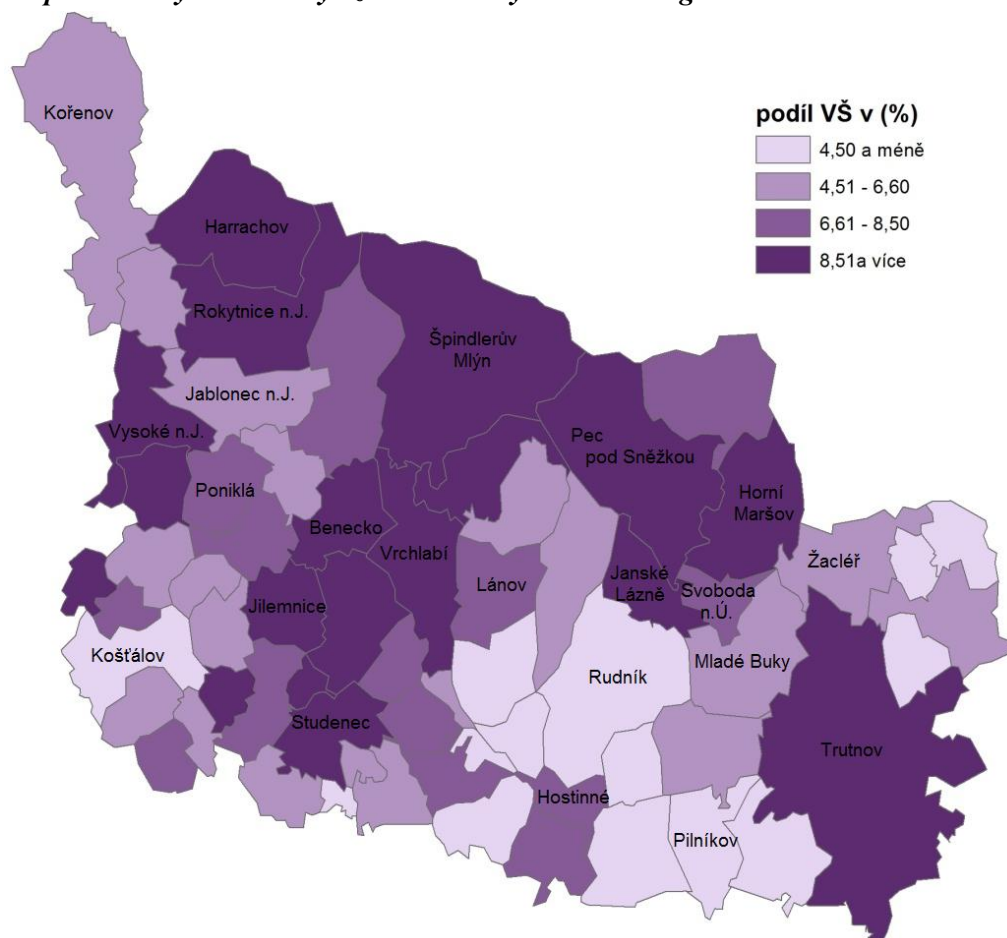 Kořenov
podíl VŠ v (%)
4,50 a méně
4,51 - 6,60
6,61 - 8,50
8,51a více
Harrachov
Rokytnice n.J.
Špindlerův
Mlýn
Jablonec n.J.
Vysoké n.J.
Pec
pod Sněžkou
Poniklá
Horní
Maršov
Benecko
Vrchlabí
Žacléř
Lánov
Janské
Lázně
Svoboda
n.Ú.
Jilemnice
Košťálov
Mladé Buky
Rudník
Studenec
Trutnov
Hostinné
Pilníkov